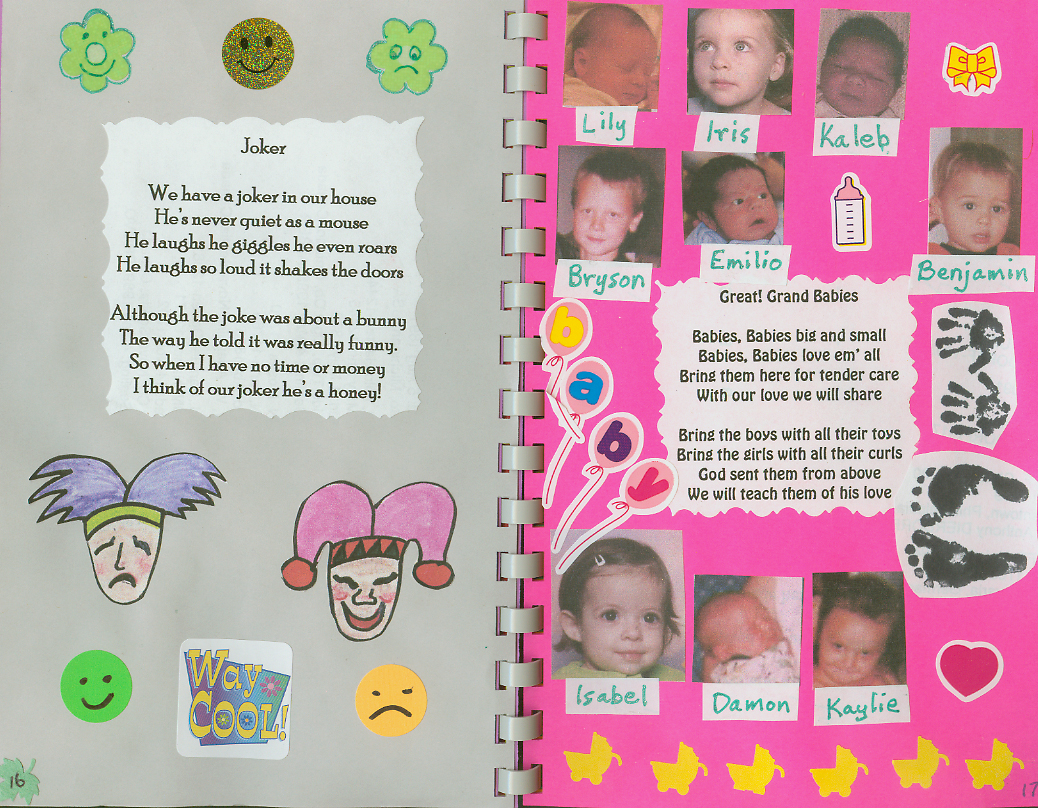 Joker
We have a joker in our house
He's never quiet as a mouse
He laughs he giggles he even roars
He laughs so loud it shakes the doors
Although the joke was about a bunny
The way he told it was really funny.
So when I have no time or money
I think of our joker he's a honey!
Way
Cool!
16
Lily
Iris
Kaleb
Bryson
Emilio
Benjamin
Great! Grand Babies
Babies, Babies big and small
Babies, Babies love em' all
Bring them here for tender care
With our love we will share
Bring the boys with all their toys
Bring the girls with all their curls
God sent them from above
We will teach them of his love
b
a
b
y
Isabel
Damon
Kaylie
17